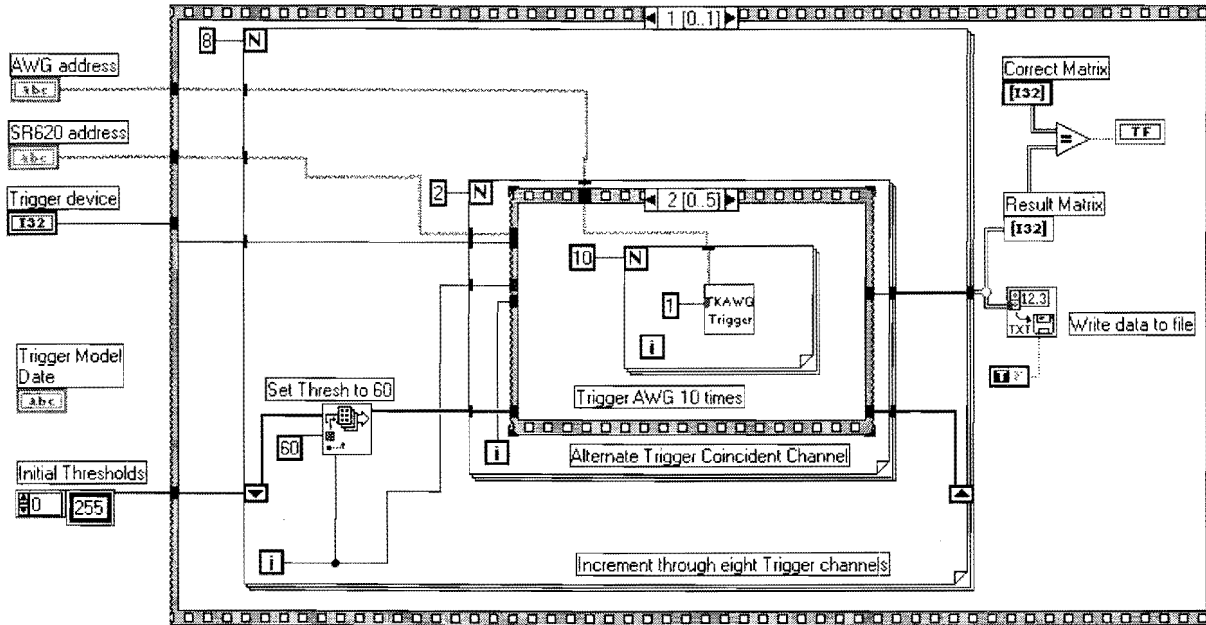 1 [0..1]
8
N
AWG address
abc
SR620 address
abc
Trigger device
I32
Correct Matrix
[I32]
=
TF
2
N
2 [0..5]
Result Matrix
[I32]
10
N
1
TKAWG
Trigger
i
12.3
TXT
Write data to file
T F
Trigger Model
Date
abc
Set Thresh to 60
60
Trigger AWG 10 times
i
Alternate Trigger Coincident Channel
Initial Thresholds
0
255
i
Increment through eight Trigger channels